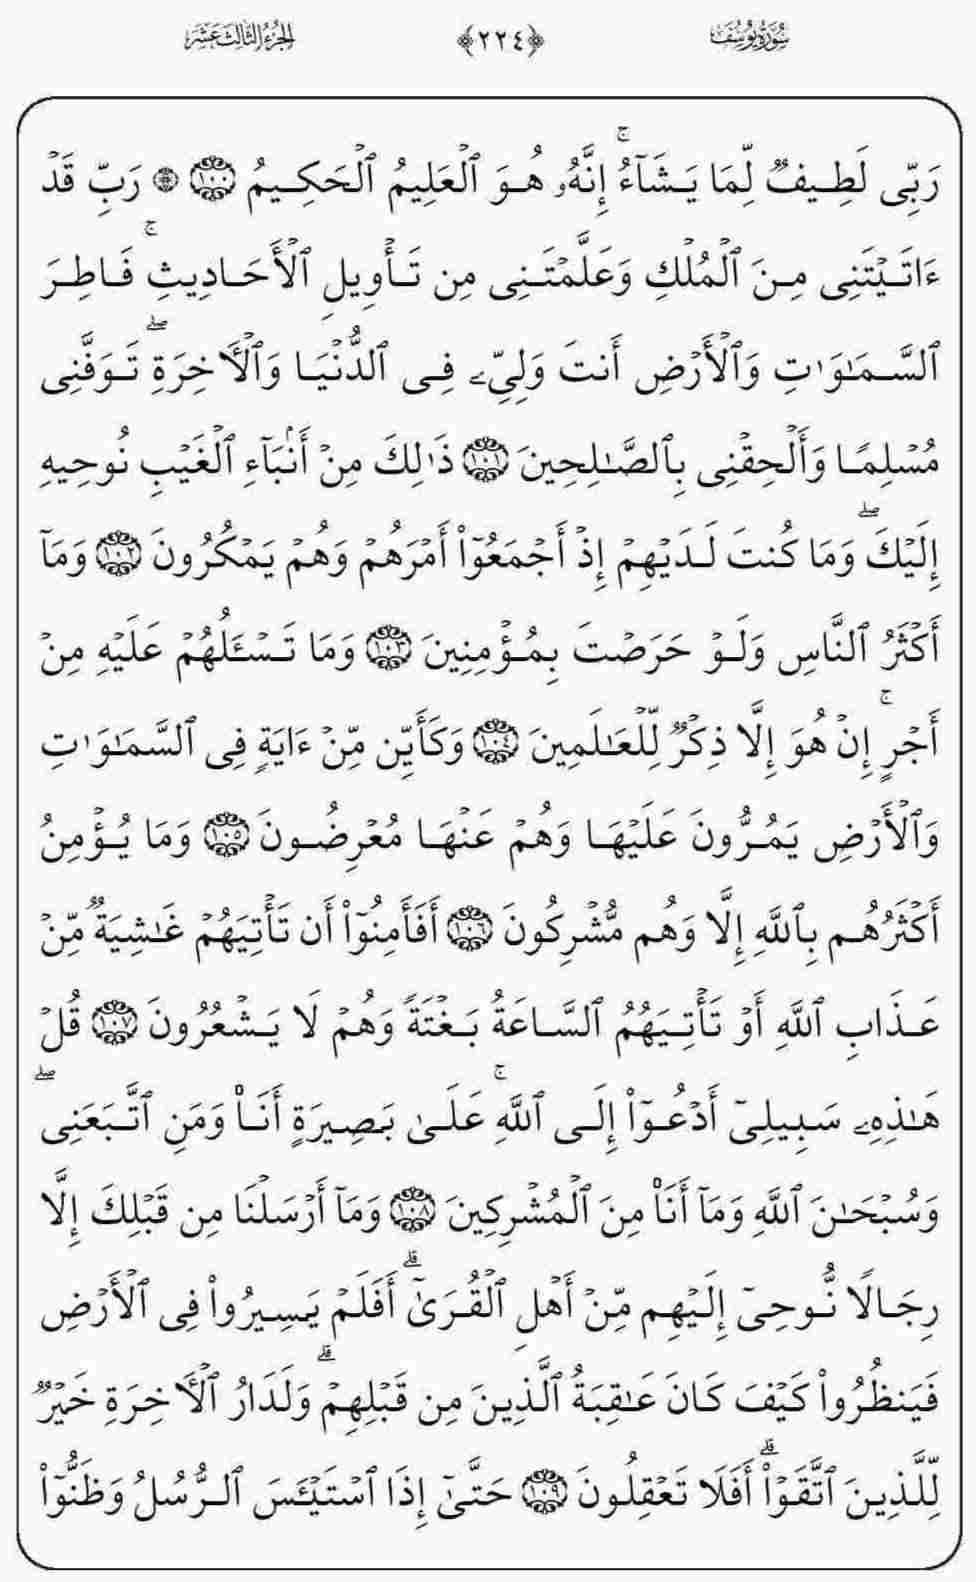 سُورَةُ يُوسُفَ ﴿٢٢٤﴾ الجُزْءُ الثَّالِثَ عَشَرَ
رَبِّى لَطِيفٌ لِّمَا يَشَآءُ ۚ إِنَّهُۥ هُوَ ٱلْعَلِيمُ ٱلْحَكِيمُ ١٠٠ ۞ رَبِّ قَدْ
ءَاتَيْتَنِى مِنَ ٱلْمُلْكِ وَعَلَّمْتَنِى مِن تَأْوِيلِ ٱلْأَحَادِيثِ ۚ فَاطِرَ
ٱلسَّمَـٰوَٰتِ وَٱلْأَرْضِ أَنتَ وَلِىِّۦ فِى ٱلدُّنْيَا وَٱلْـَٔاخِرَةِ ۖ تَوَفَّنِى
مُسْلِمًا وَأَلْحِقْنِى بِٱلصَّـٰلِحِينَ ١٠١ ذَٰلِكَ مِنْ أَنۢبَآءِ ٱلْغَيْبِ نُوحِيهِ
إِلَيْكَ ۖ وَمَا كُنتَ لَدَيْهِمْ إِذْ أَجْمَعُوٓا۟ أَمْرَهُمْ وَهُمْ يَمْكُرُونَ ١٠٢ وَمَآ
أَكْثَرُ ٱلنَّاسِ وَلَوْ حَرَصْتَ بِمُؤْمِنِينَ ١٠٣ وَمَا تَسْـَٔلُهُمْ عَلَيْهِ مِنْ
أَجْرٍ ۚ إِنْ هُوَ إِلَّا ذِكْرٌ لِّلْعَـٰلَمِينَ ١٠٤ وَكَأَيِّن مِّنْ ءَايَةٍ فِى ٱلسَّمَـٰوَٰتِ
وَٱلْأَرْضِ يَمُرُّونَ عَلَيْهَا وَهُمْ عَنْهَا مُعْرِضُونَ ١٠٥ وَمَا يُؤْمِنُ
أَكْثَرُهُم بِٱللَّهِ إِلَّا وَهُم مُّشْرِكُونَ ١٠٦ أَفَأَمِنُوٓا۟ أَن تَأْتِيَهُمْ غَـٰشِيَةٌ مِّنْ
عَذَابِ ٱللَّهِ أَوْ تَأْتِيَهُمُ ٱلسَّاعَةُ بَغْتَةً وَهُمْ لَا يَشْعُرُونَ ١٠٧ قُلْ
هَـٰذِهِۦ سَبِيلِىٓ أَدْعُوٓا۟ إِلَى ٱللَّهِ ۚ عَلَىٰ بَصِيرَةٍ أَنَا۠ وَمَنِ ٱتَّبَعَنِى ۖ
وَسُبْحَـٰنَ ٱللَّهِ وَمَآ أَنَا۠ مِنَ ٱلْمُشْرِكِينَ ١٠٨ وَمَآ أَرْسَلْنَا مِن قَبْلِكَ إِلَّا
رِجَالًا نُّوحِىٓ إِلَيْهِم مِّنْ أَهْلِ ٱلْقُرَىٰٓ ۗ أَفَلَمْ يَسِيرُوا۟ فِى ٱلْأَرْضِ
فَيَنظُرُوا۟ كَيْفَ كَانَ عَـٰقِبَةُ ٱلَّذِينَ مِن قَبْلِهِمْ ۗ وَلَدَارُ ٱلْـَٔاخِرَةِ خَيْرٌ
لِّلَّذِينَ ٱتَّقَوْا۟ ۗ أَفَلَا تَعْقِلُونَ ١٠٩ حَتَّىٰٓ إِذَا ٱسْتَيْـَٔسَ ٱلرُّسُلُ وَظَنُّوٓا۟